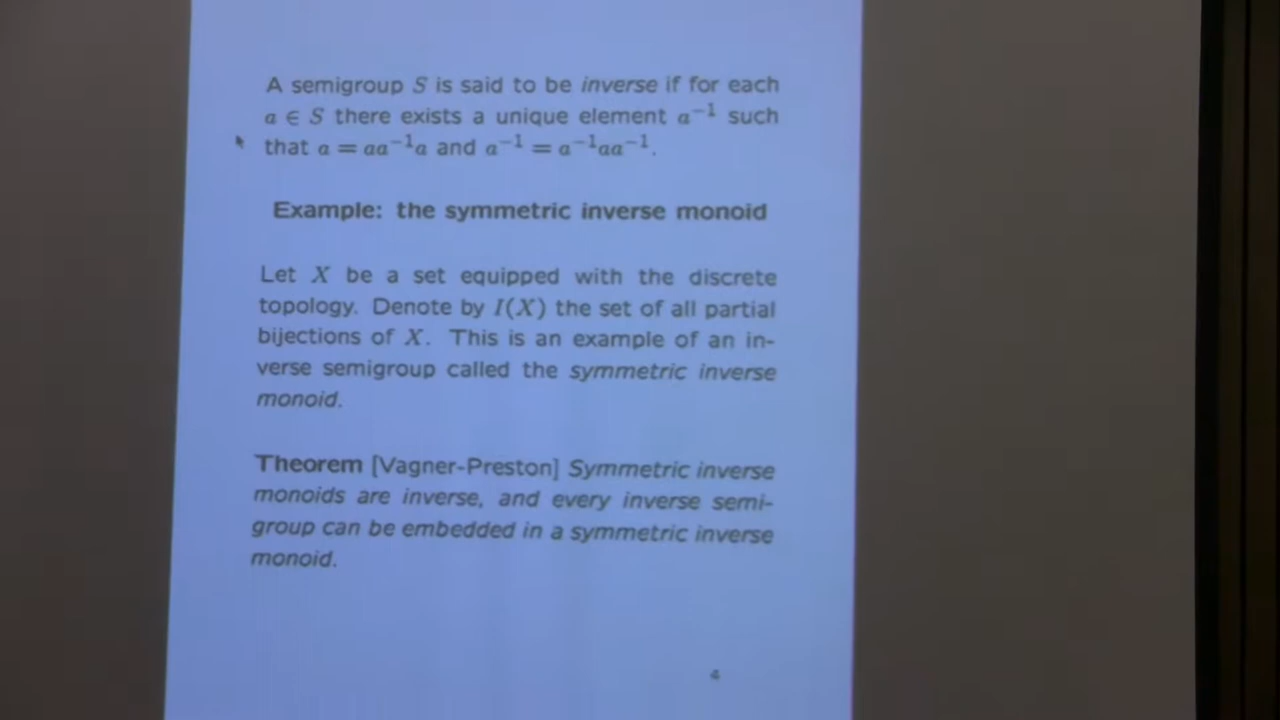 A semigroup S is said to be inverse if for each
a ∈ S there exists a unique element a⁻¹ such
that a = aa⁻¹a and a⁻¹ = a⁻¹aa⁻¹.
Example: the symmetric inverse monoid
Let X be a set equipped with the discrete
topology. Denote by I(X) the set of all partial
bijections of X. This is an example of an in-
verse semigroup called the symmetric inverse
monoid.
Theorem [Vagner-Preston] Symmetric inverse
monoids are inverse, and every inverse semi-
group can be embedded in a symmetric inverse
monoid.
4